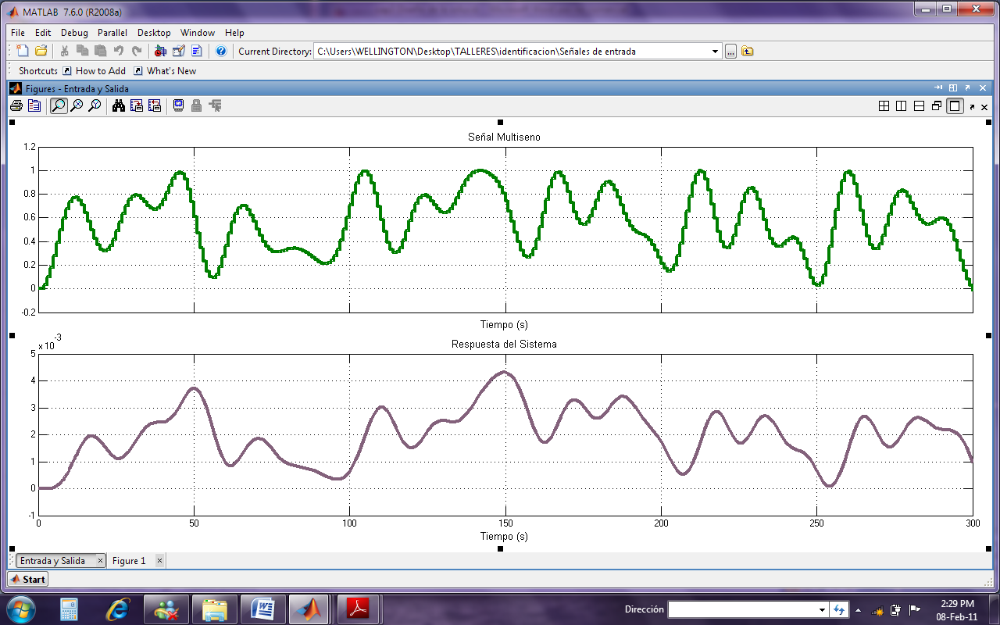 MATLAB 7.6.0 (R2008a)
File Edit Debug Parallel Desktop Window Help
Current Directory: C:\Users\WELLINGTON\Desktop\TALLERES\identificacion\Señales de entrada
Shortcuts How to Add What's New
Figures - Entrada y Salida
Señal Multiseno
1.2
1
0.8
0.6
0.4
0.2
0
-0.2
Tiempo (s)
x 10^-3
Respuesta del Sistema
5
4
3
2
1
0
-1
0 50 100 150 200 250 300
Tiempo (s)
Entrada y Salida Figure 1
Start
Dirección
2:29 PM
08-Feb-11